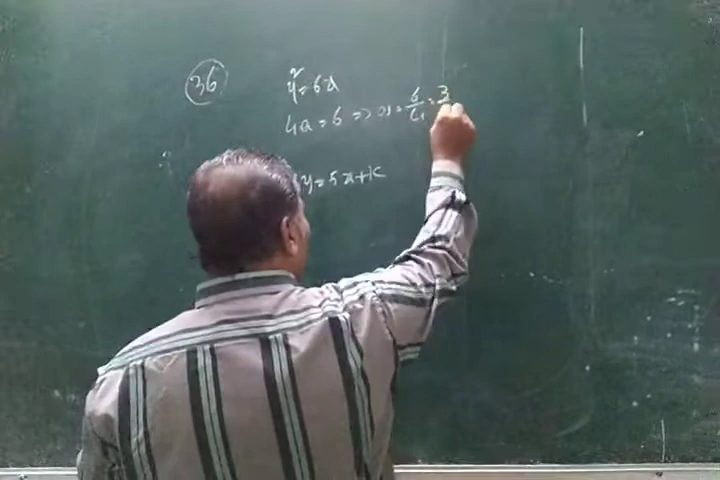 36
y² = 6x
4a = 6 => a = 6/4 = 3
y = 5x + k